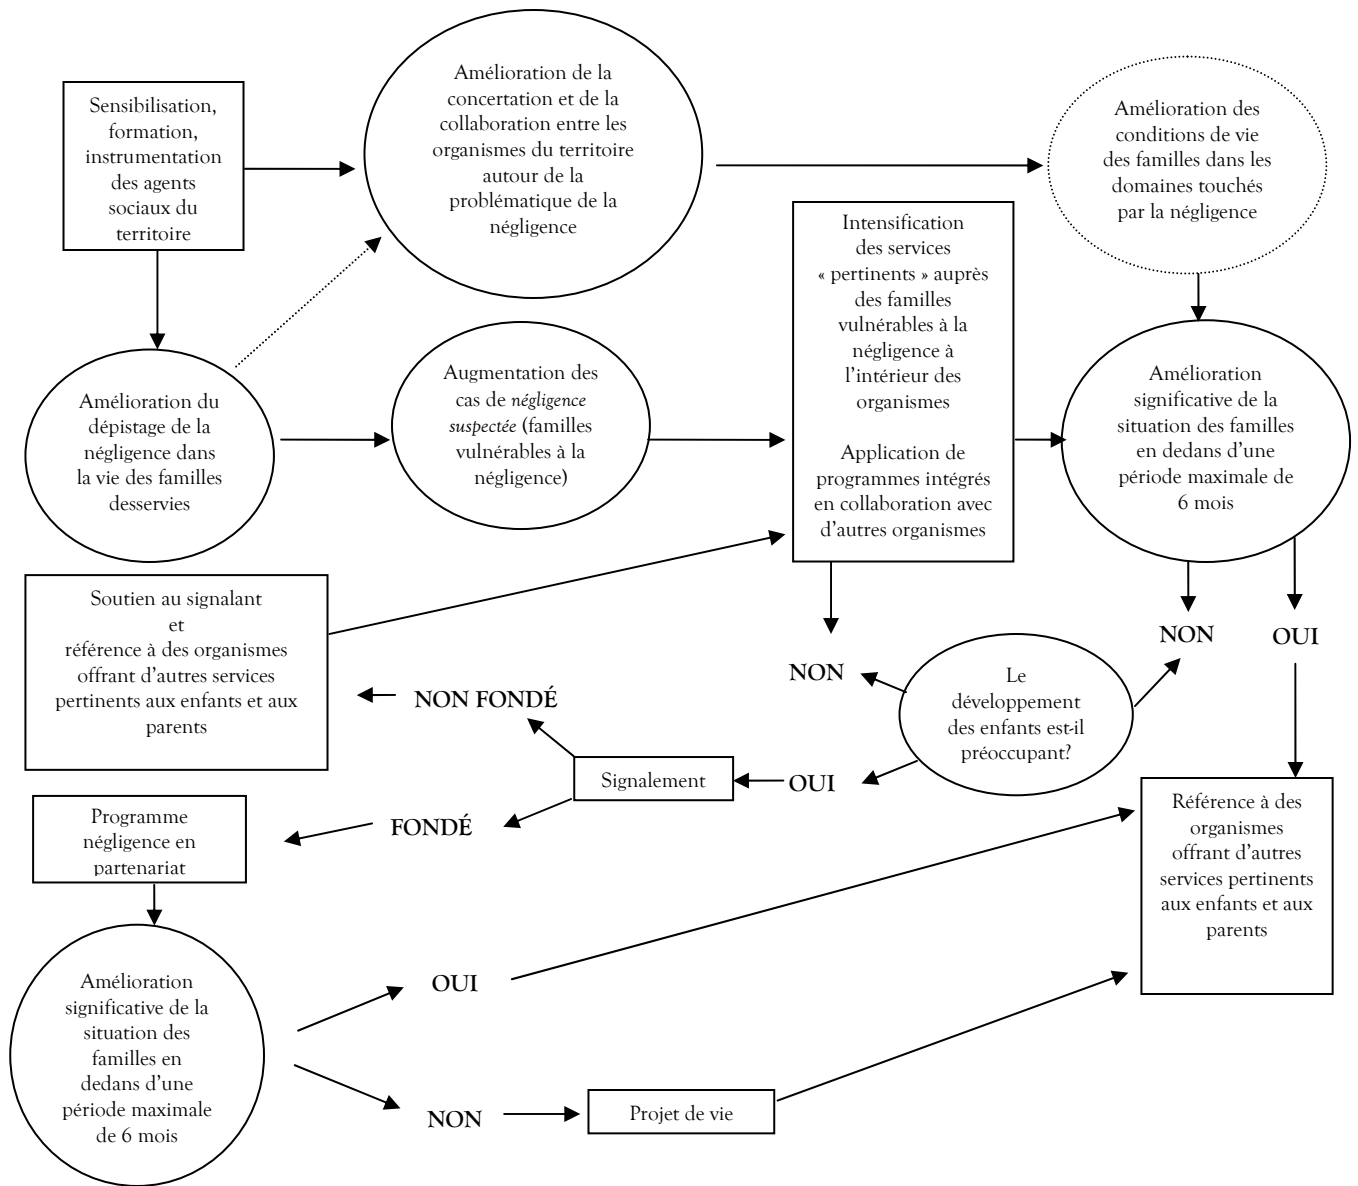 Sensibilisation,
formation,
instrumentation
des agents
sociaux du
territoire
Amélioration de la
concertation et de la
collaboration entre les
organismes du territoire
autour de la
problématique de la
négligence
Amélioration des
conditions de vie
des familles dans les
domaines touchés
par la négligence
Amélioration du
dépistage de la
négligence dans
la vie des familles
desservies
Augmentation des
cas de négligence
suspectée (familles
vulnérables à la
négligence)
Intensification
des services
« pertinents » auprès
des familles
vulnérables à la
négligence à
l'intérieur des
organismes
Application de
programmes intégrés
en collaboration avec
d'autres organismes
Amélioration
significative de la
situation des familles
en dedans d'une
période maximale de
6 mois
Soutien au signalant
et
référence à des organismes
offrant d'autres services
pertinents aux enfants et aux
parents
NON FONDÉ
NON
Le
développement
des enfants est-il
préoccupant?
NON
OUI
Signalement
OUI
Programme
négligence en
partenariat
FONDÉ
Référence à des
organismes
offrant d'autres
services pertinents
aux enfants et aux
parents
Amélioration
significative de la
situation des
familles en
dedans d'une
période maximale
de 6 mois
OUI
NON
Projet de vie